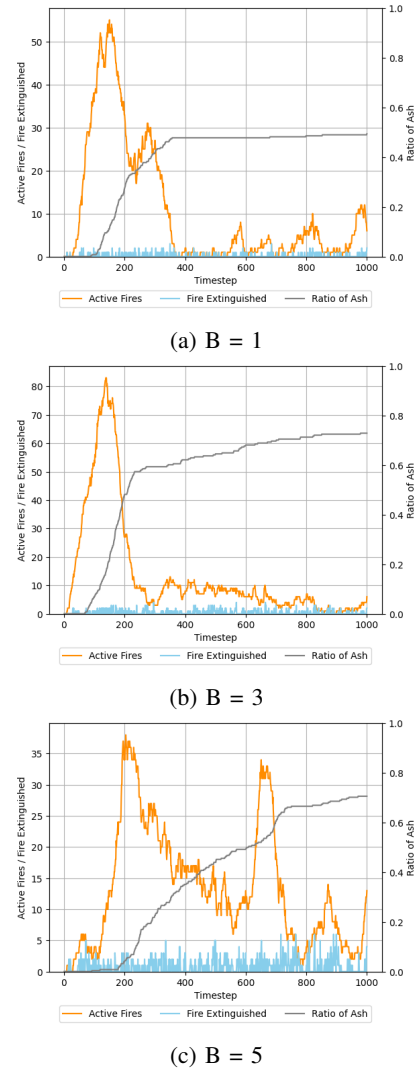 1.0
50
0.8
40
0.6
30
0.4
20
0.2
10
0
0.0
0 200 400 600 800 1000
Timestep
Active Fires / Fire Extinguished
Ratio of Ash
Active Fires Fire Extinguished Ratio of Ash
(a) B = 1
1.0
80
70
0.8
60
50
0.6
40
0.4
30
20
0.2
10
0
0.0
0 200 400 600 800 1000
Timestep
Active Fires / Fire Extinguished
Ratio of Ash
Active Fires Fire Extinguished Ratio of Ash
(b) B = 3
1.0
35
0.8
30
25
0.6
20
0.4
15
10
0.2
5
0
0.0
0 200 400 600 800 1000
Timestep
Active Fires / Fire Extinguished
Ratio of Ash
Active Fires Fire Extinguished Ratio of Ash
(c) B = 5